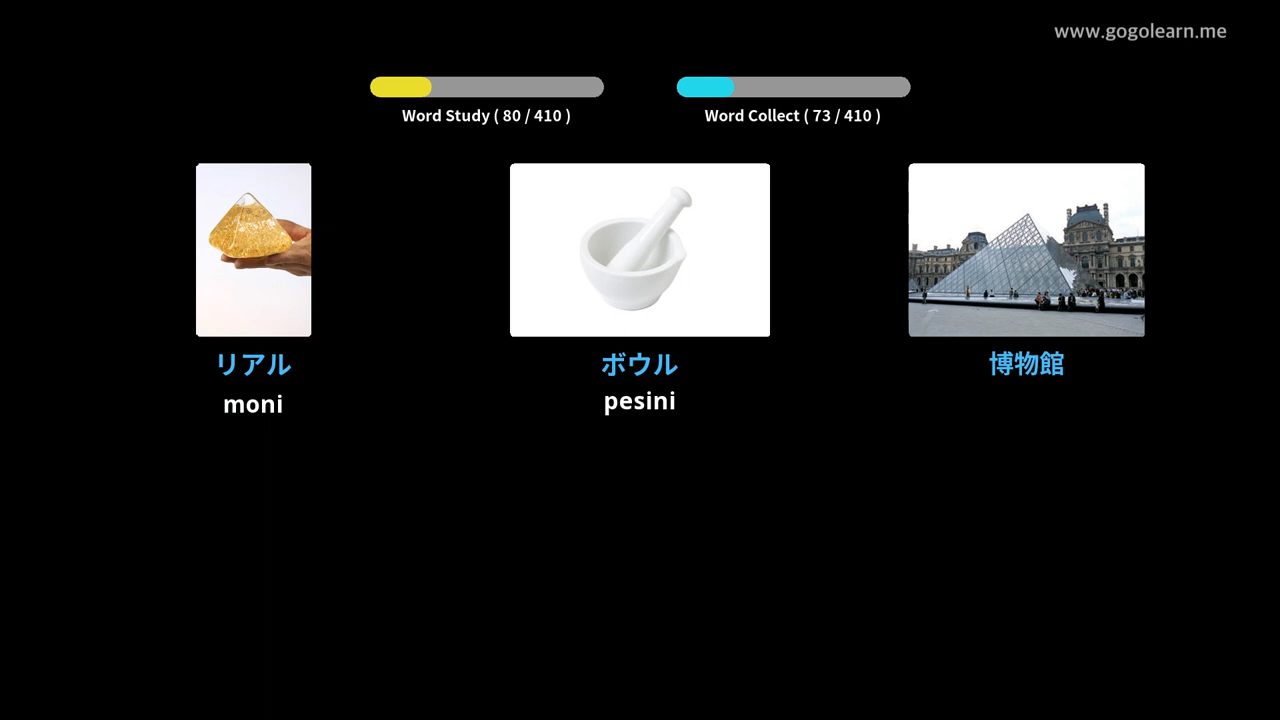 www.gogolearn.me
Word Study ( 80 / 410 )
Word Collect ( 73 / 410 )
リアル
moni
ボウル
pesini
博物館